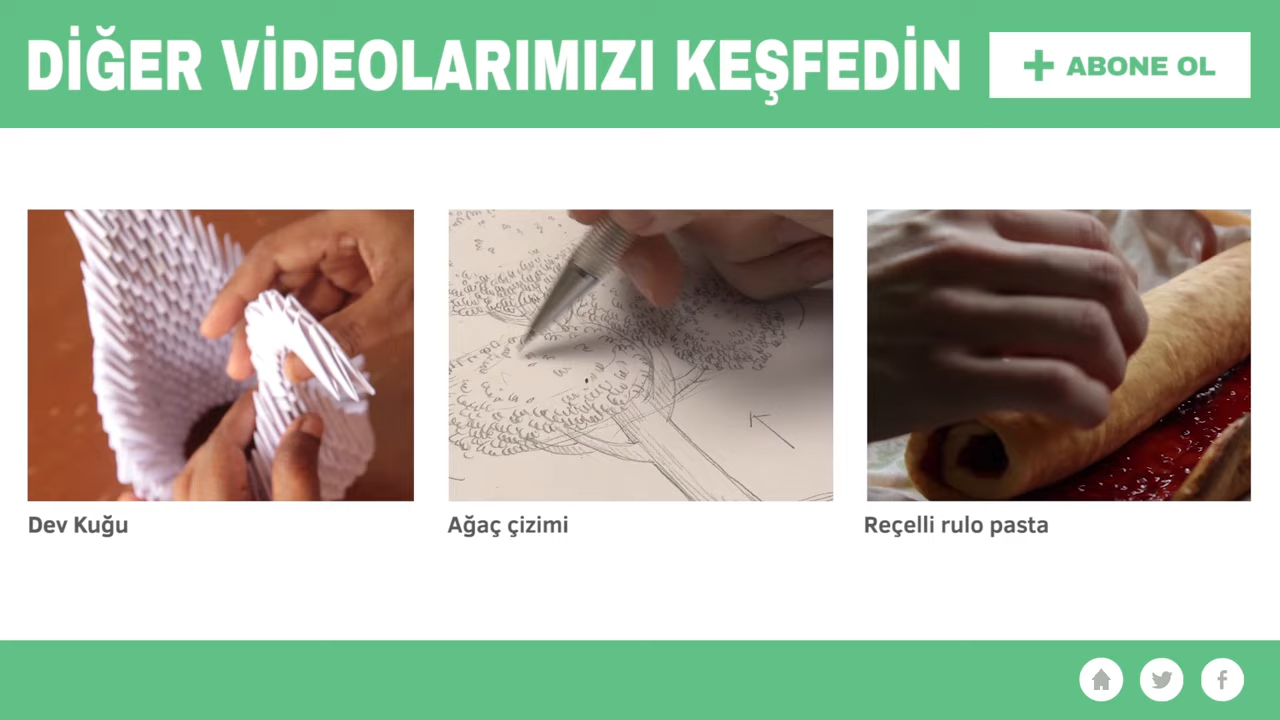 DİĞER VİDEOLARIMIZI KEŞFEDİN
+ ABONE OL
Dev Kuğu
Ağaç çizimi
Reçelli rulo pasta